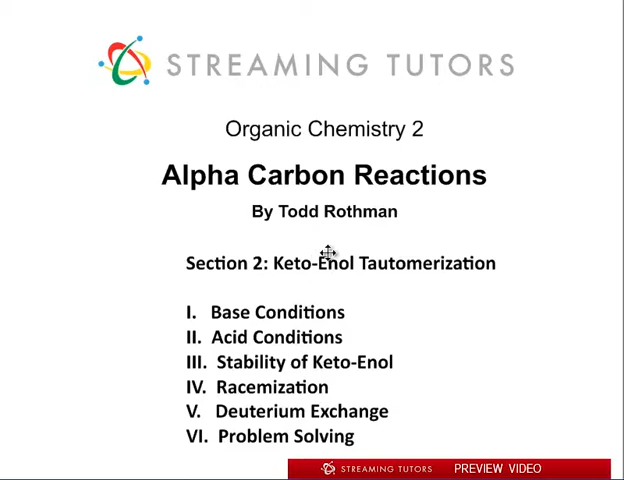 STREAMING TUTORS
Organic Chemistry 2
Alpha Carbon Reactions
By Todd Rothman
Section 2: Keto-Enol Tautomerization
I. Base Conditions
II. Acid Conditions
III. Stability of Keto-Enol
IV. Racemization
V. Deuterium Exchange
VI. Problem Solving
STREAMING TUTORS PREVIEW VIDEO